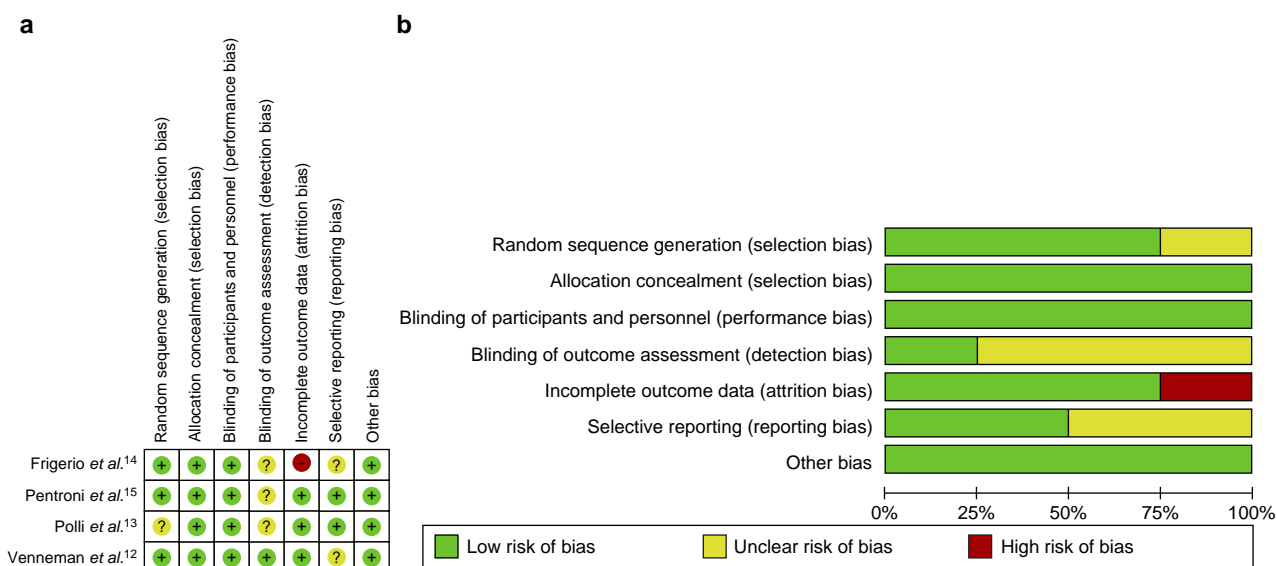 a
Random sequence generation (selection bias)
Allocation concealment (selection bias)
Blinding of participants and personnel (performance bias)
Blinding of outcome assessment (detection bias)
Incomplete outcome data (attrition bias)
Selective reporting (reporting bias)
Other bias
Frigerio et al.14 + + + ? – ? +
Pentroni et al.15 + + + ? + + +
Polli et al.13 ? + + ? + + +
Venneman et al.12 + + + + + ? +
b
Random sequence generation (selection bias)
Allocation concealment (selection bias)
Blinding of participants and personnel (performance bias)
Blinding of outcome assessment (detection bias)
Incomplete outcome data (attrition bias)
Selective reporting (reporting bias)
Other bias
0% 25% 50% 75% 100%
Low risk of bias Unclear risk of bias High risk of bias